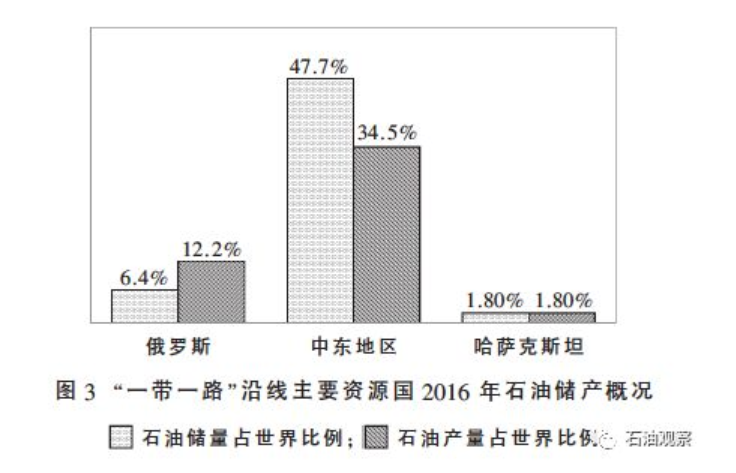 47.7%
34.5%
12.2%
6.4%
1.80% 1.80%
俄罗斯 中东地区 哈萨克斯坦
图 3 “一带一路”沿线主要资源国 2016 年石油储产概况
石油储量占世界比例; 石油产量占世界比例
石油观察